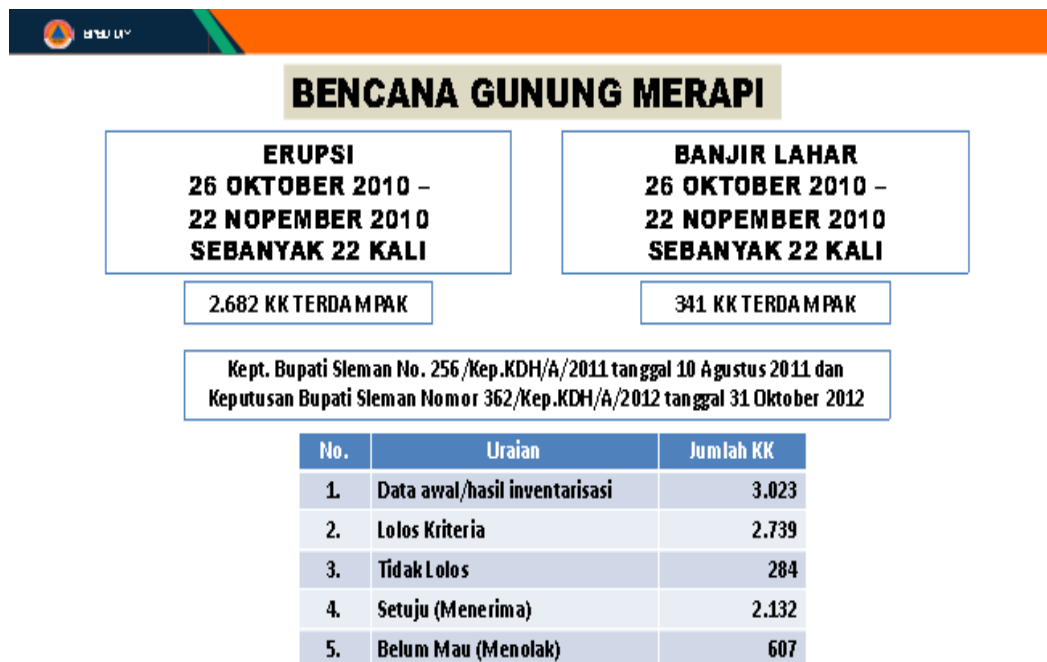 BENCANA GUNUNG MERAPI
ERUPSI
26 OKTOBER 2010 –
22 NOPEMBER 2010
SEBANYAK 22 KALI
BANJIR LAHAR
26 OKTOBER 2010 –
22 NOPEMBER 2010
SEBANYAK 22 KALI
2.682 KK TERDAMPAK
341 KK TERDAMPAK
Kept. Bupati Sleman No. 256/Kep.KDH/A/2011 tanggal 10 Agustus 2011 dan
Keputusan Bupati Sleman Nomor 362/Kep.KDH/A/2012 tanggal 31 Oktober 2012
No. Uraian Jumlah KK
1. Data awal/hasil inventarisasi 3.023
2. Lolos Kriteria 2.739
3. Tidak Lolos 284
4. Setuju (Menerima) 2.132
5. Belum Mau (Menolak) 607